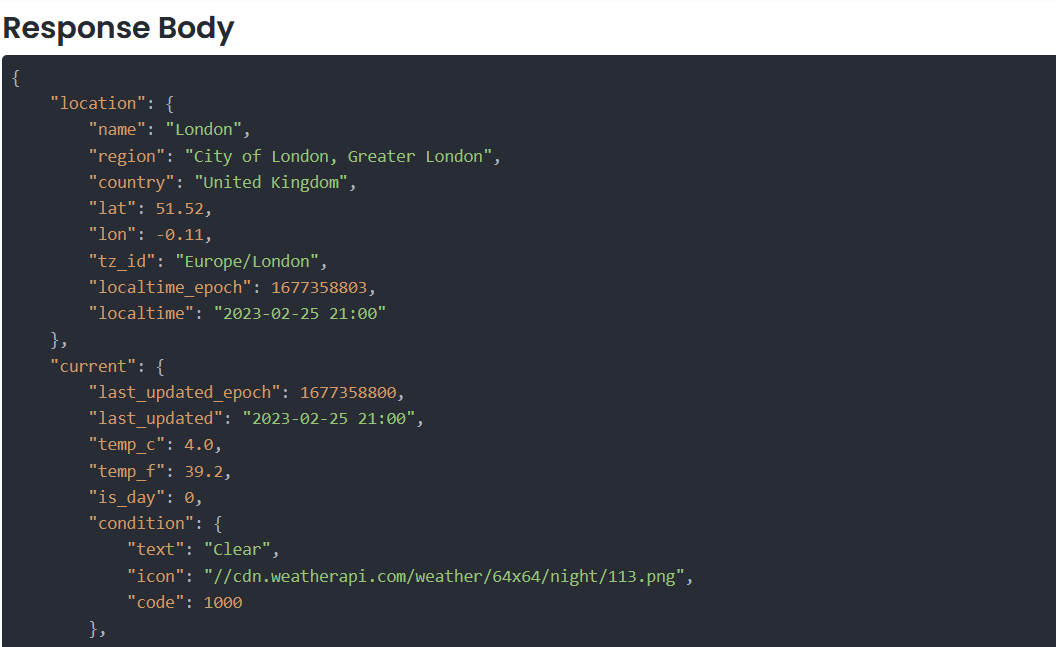 Response Body
{
    "location": {
        "name": "London",
        "region": "City of London, Greater London",
        "country": "United Kingdom",
        "lat": 51.52,
        "lon": -0.11,
        "tz_id": "Europe/London",
        "localtime_epoch": 1677358803,
        "localtime": "2023-02-25 21:00"
    },
    "current": {
        "last_updated_epoch": 1677358800,
        "last_updated": "2023-02-25 21:00",
        "temp_c": 4.0,
        "temp_f": 39.2,
        "is_day": 0,
        "condition": {
            "text": "Clear",
            "icon": "//cdn.weatherapi.com/weather/64x64/night/113.png",
            "code": 1000
        },